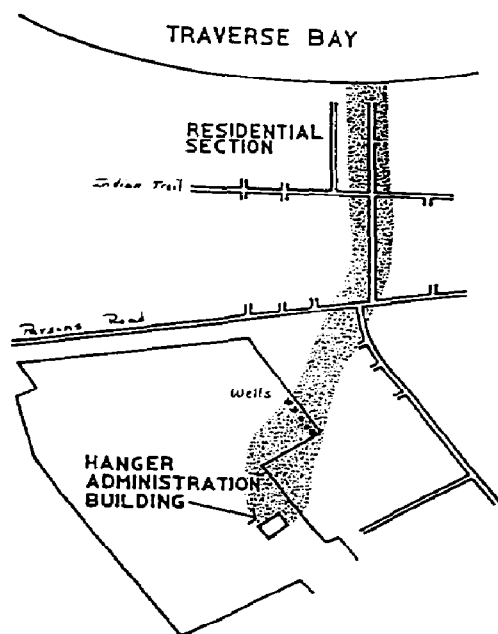 TRAVERSE BAY
RESIDENTIAL
SECTION
Indian Trail
Parsons Road
Wells
HANGER
ADMINISTRATION
BUILDING